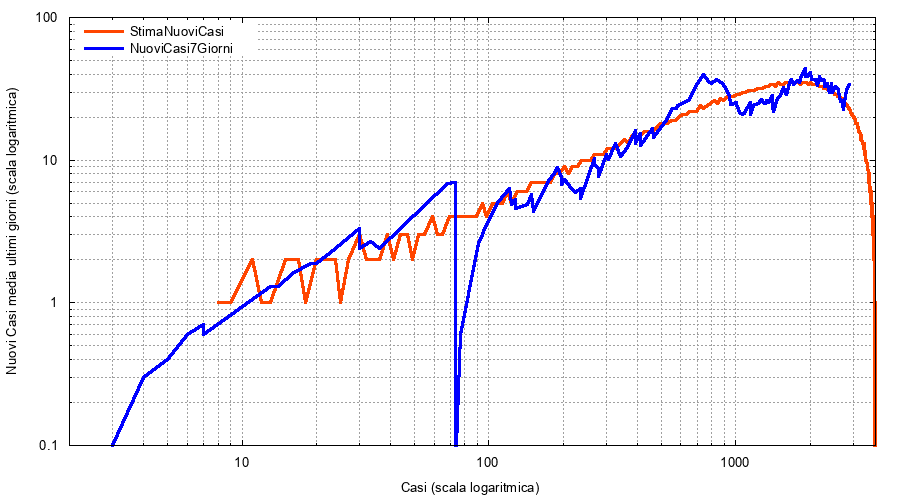 100
StimaNuoviCasi
NuoviCasi7Giorni
10
1
0.1
Nuovi Casi media ultimi giorni (scala logaritmica)
10
100
1000
Casi (scala logaritmica)